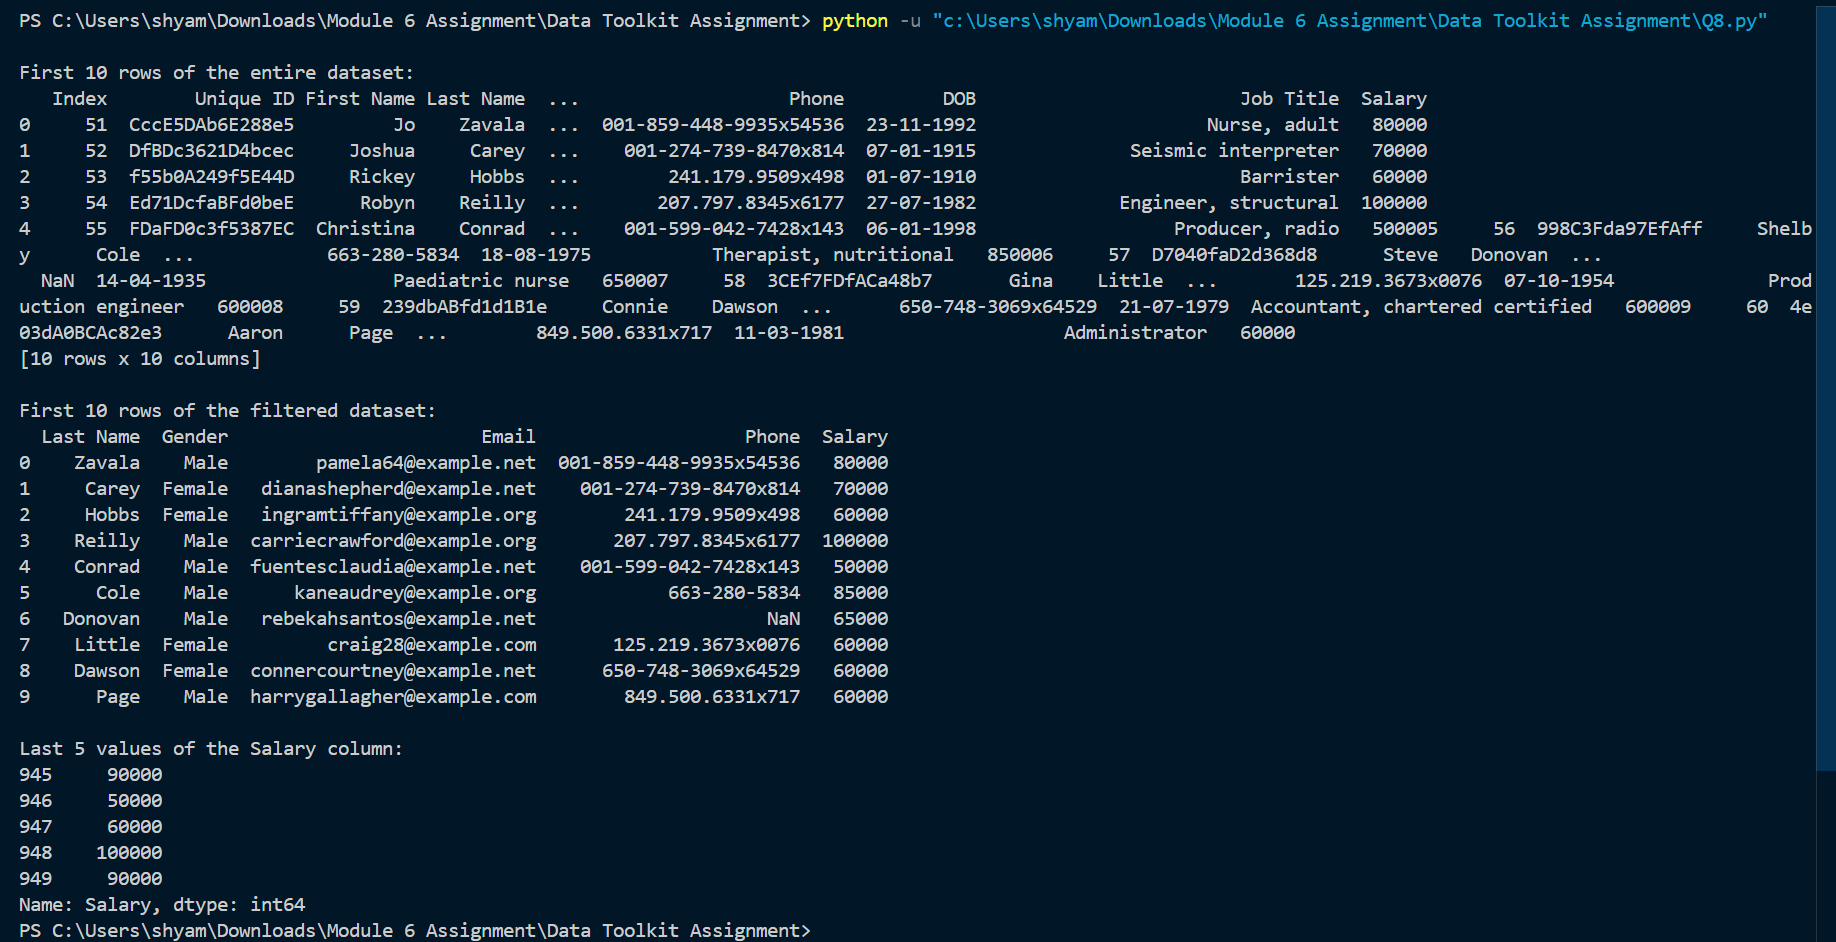 PS C:\Users\shyam\Downloads\Module 6 Assignment\Data Toolkit Assignment> python -u "c:\Users\shyam\Downloads\Module 6 Assignment\Data Toolkit Assignment\Q8.py"
First 10 rows of the entire dataset:
Index Unique ID First Name Last Name ... Phone DOB Job Title Salary
0 51 CccE5DAb6E288e5 Jo Zavala ... 001-859-448-9935x54536 23-11-1992 Nurse, adult 80000
1 52 DfBDc3621D4bcec Joshua Carey ... 001-274-739-8470x814 07-01-1915 Seismic interpreter 70000
2 53 f55b0A249f5E44D Rickey Hobbs ... 241.179.9509x498 01-07-1910 Barrister 60000
3 54 Ed71DcfaBFd0beE Robyn Reilly ... 207.797.8345x6177 27-07-1982 Engineer, structural 100000
4 55 FDaFD0c3f5387EC Christina Conrad ... 001-599-042-7428x143 06-01-1998 Producer, radio 500005 56 998C3Fda97EfAff Shelb
y Cole ... 663-280-5834 18-08-1975 Therapist, nutritional 850006 57 D7040faD2d368d8 Steve Donovan ...
NaN 14-04-1935 Paediatric nurse 650007 58 3CEf7FDfACa48b7 Gina Little ... 125.219.3673x0076 07-10-1954 Prod
uction engineer 600008 59 239dbABfd1d1B1e Connie Dawson ... 650-748-3069x64529 21-07-1979 Accountant, chartered certified 600009 60 4e
03dA0BCAc82e3 Aaron Page ... 849.500.6331x717 11-03-1981 Administrator 60000
[10 rows x 10 columns]
First 10 rows of the filtered dataset:
Last Name Gender Email Phone Salary
0 Zavala Male pamela64@example.net 001-859-448-9935x54536 80000
1 Carey Female dianashepherd@example.net 001-274-739-8470x814 70000
2 Hobbs Female ingramtiffany@example.org 241.179.9509x498 60000
3 Reilly Male carriecrawford@example.org 207.797.8345x6177 100000
4 Conrad Male fuentesclaudia@example.net 001-599-042-7428x143 50000
5 Cole Male kaneaudrey@example.org 663-280-5834 85000
6 Donovan Male rebekahsantos@example.net NaN 65000
7 Little Female craig28@example.com 125.219.3673x0076 60000
8 Dawson Female connercourtney@example.net 650-748-3069x64529 60000
9 Page Male harrygallagher@example.com 849.500.6331x717 60000
Last 5 values of the Salary column:
945 90000
946 50000
947 60000
948 100000
949 90000
Name: Salary, dtype: int64
PS C:\Users\shyam\Downloads\Module 6 Assignment\Data Toolkit Assignment>